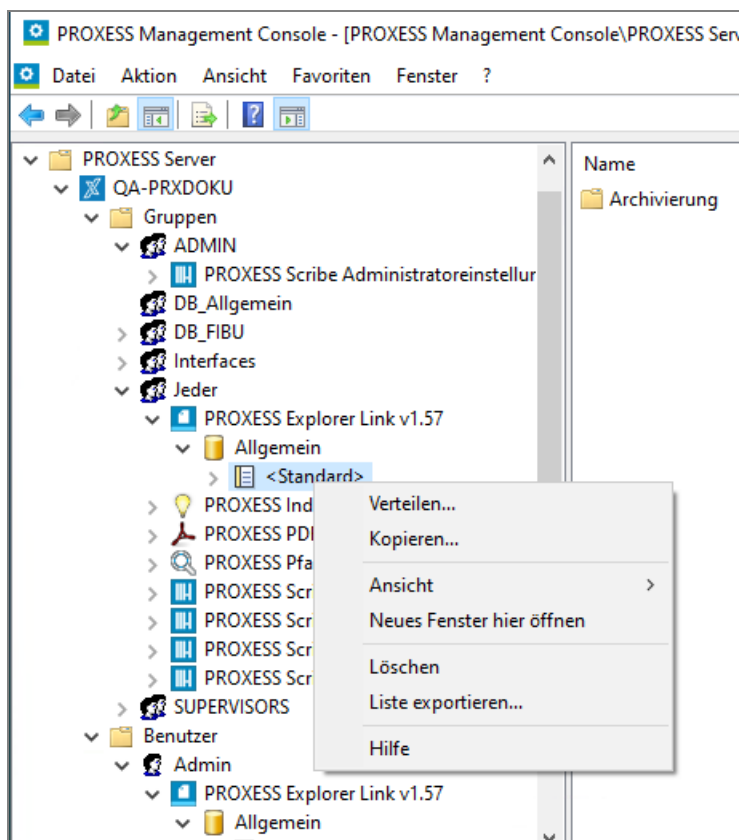 PROXESS Management Console - [PROXESS Management Console\PROXESS Serv
Datei Aktion Ansicht Favoriten Fenster ?
PROXESS Server
QA-PRXDOKU
Gruppen
ADMIN
PROXESS Scribe Administratoreinstellur
DB_Allgemein
DB_FIBU
Interfaces
Jeder
PROXESS Explorer Link v1.57
Allgemein
<Standard>
PROXESS Ind
PROXESS PDF
PROXESS Pfa
PROXESS Scr
PROXESS Scr
PROXESS Scr
PROXESS Scr
SUPERVISORS
Benutzer
Admin
PROXESS Explorer Link v1.57
Allgemein
Name
Archivierung
Verteilen...
Kopieren...
Ansicht
Neues Fenster hier öffnen
Löschen
Liste exportieren...
Hilfe